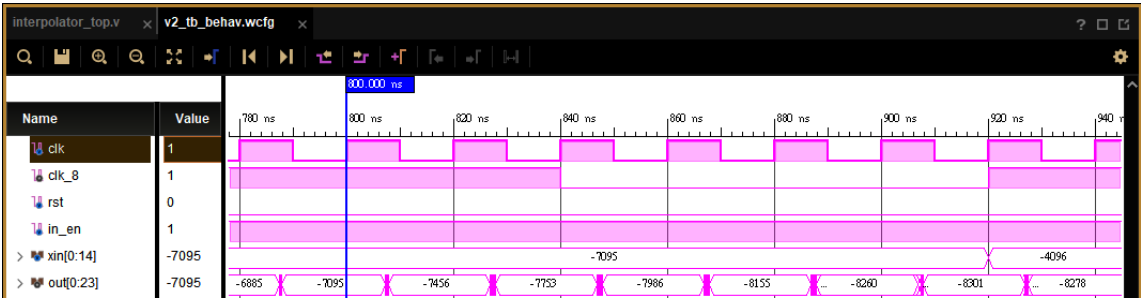 interpolator_top.v × v2_tb_behav.wcfg × ?
800.000 ns
Name Value 780 ns 800 ns 820 ns 840 ns 860 ns 880 ns 900 ns 920 ns 940
clk 1
clk_8 1
rst 0
in_en 1
> xin[0:14] -7095 -7095 -4096
> out[0:23] -7095 -6885 -7095 -7456 -7753 -7986 -8155 ... -8260 ... -8301 ... -8278